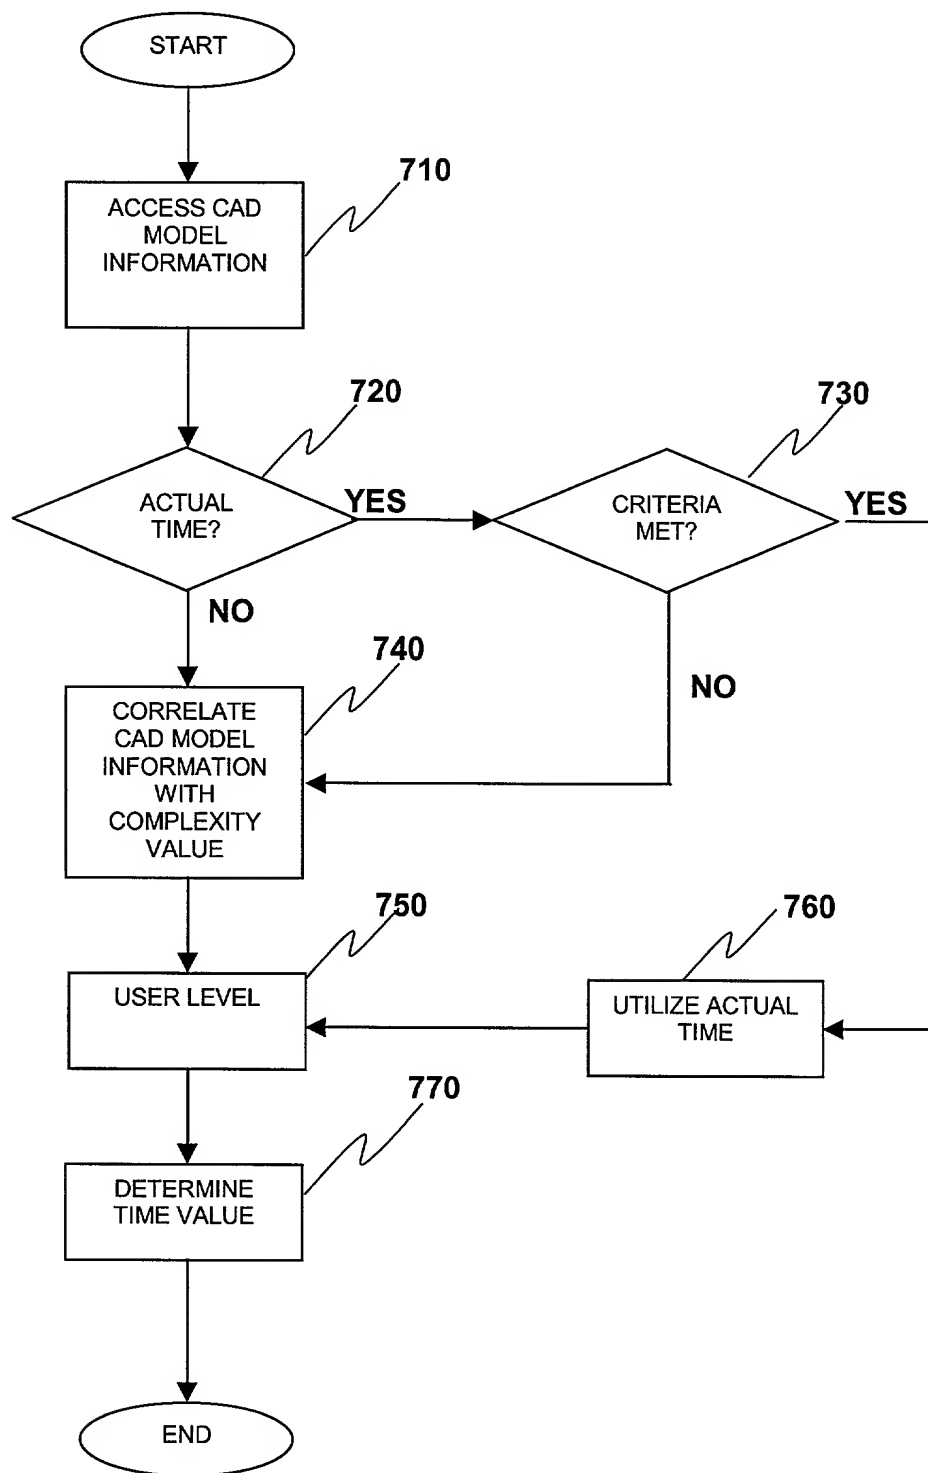 START
710
ACCESS CAD
MODEL
INFORMATION
720
730
ACTUAL
TIME?
YES
CRITERIA
MET?
YES
NO
740
NO
CORRELATE
CAD MODEL
INFORMATION
WITH
COMPLEXITY
VALUE
750
760
USER LEVEL
UTILIZE ACTUAL
TIME
770
DETERMINE
TIME VALUE
END